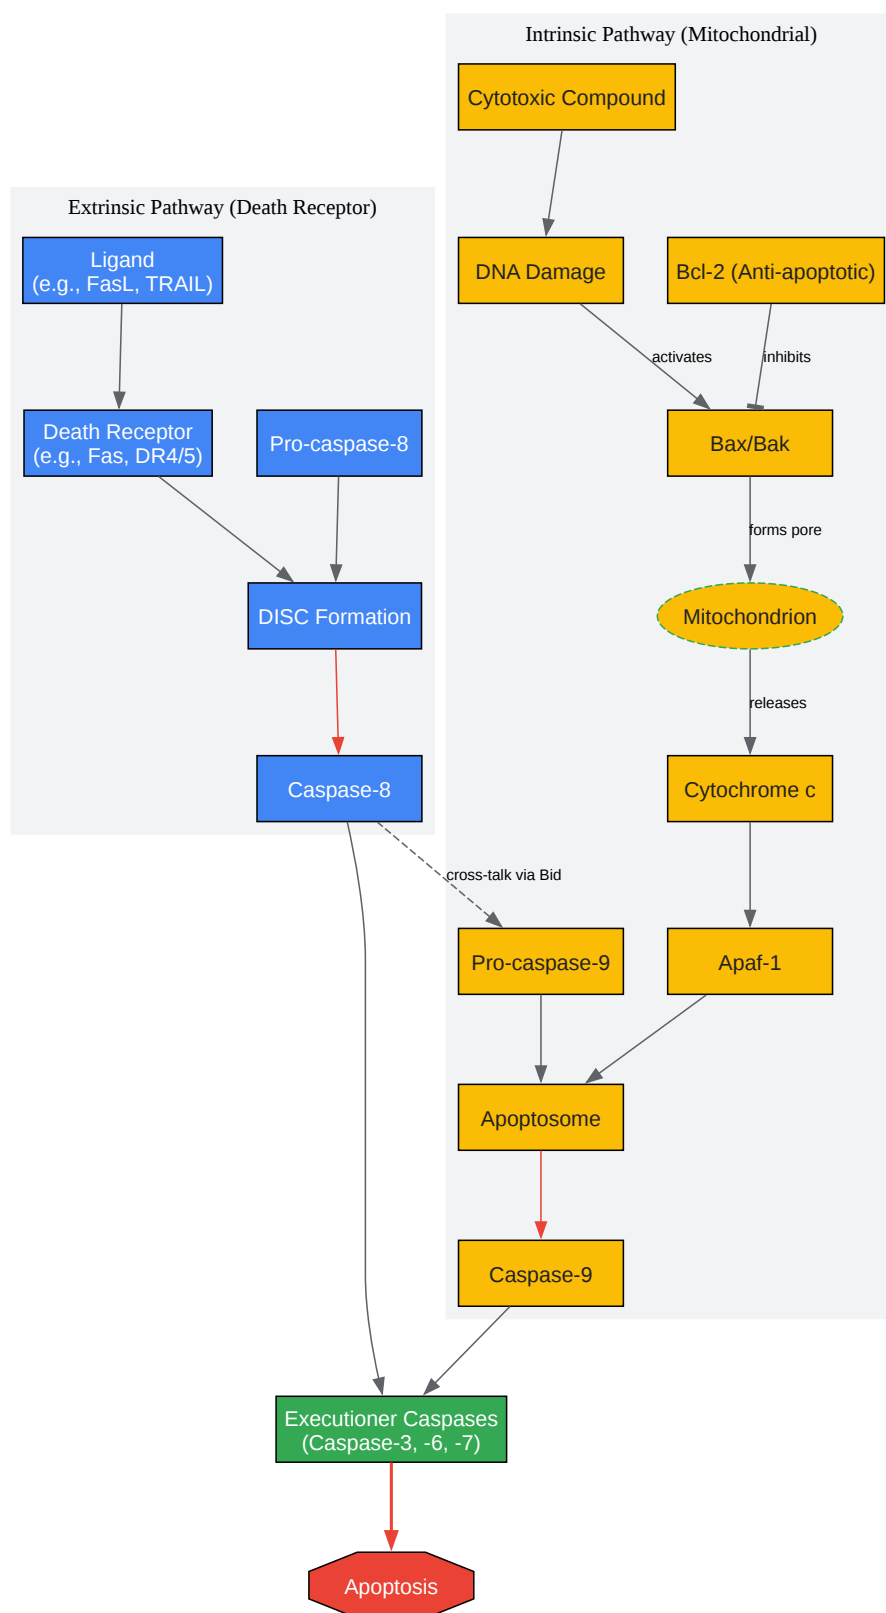 Intrinsic Pathway (Mitochondrial)
Cytotoxic Compound
Extrinsic Pathway (Death Receptor)
Ligand
(e.g., FasL, TRAIL)
DNA Damage
Bcl-2 (Anti-apoptotic)
activates
inhibits
Death Receptor
(e.g., Fas, DR4/5)
Pro-caspase-8
Bax/Bak
forms pore
DISC Formation
Mitochondrion
releases
Caspase-8
Cytochrome c
cross-talk via Bid
Pro-caspase-9
Apaf-1
Apoptosome
Caspase-9
Executioner Caspases
(Caspase-3, -6, -7)
Apoptosis